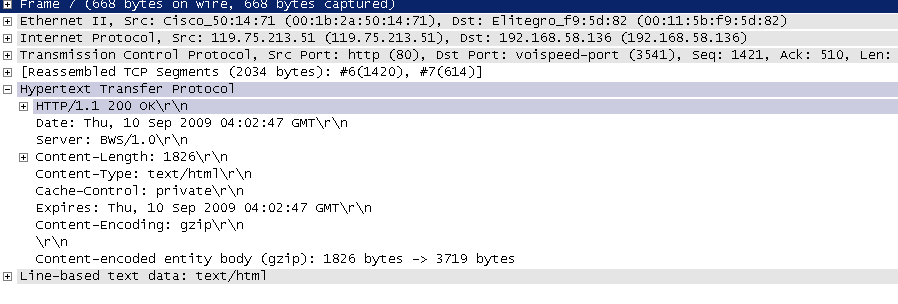 Frame 7 (668 bytes on wire, 668 bytes captured)
Ethernet II, Src: Cisco_50:14:71 (00:1b:2a:50:14:71), Dst: Elitegro_f9:5d:82 (00:11:5b:f9:5d:82)
Internet Protocol, Src: 119.75.213.51 (119.75.213.51), Dst: 192.168.58.136 (192.168.58.136)
Transmission Control Protocol, Src Port: http (80), Dst Port: voispeed-port (3541), Seq: 1421, Ack: 510, Len:
[Reassembled TCP Segments (2034 bytes): #6(1420), #7(614)]
Hypertext Transfer Protocol
HTTP/1.1 200 OK\r\n
Date: Thu, 10 Sep 2009 04:02:47 GMT\r\n
Server: BWS/1.0\r\n
Content-Length: 1826\r\n
Content-Type: text/html\r\n
Cache-Control: private\r\n
Expires: Thu, 10 Sep 2009 04:02:47 GMT\r\n
Content-Encoding: gzip\r\n
\r\n
Content-encoded entity body (gzip): 1826 bytes -> 3719 bytes
Line-based text data: text/html